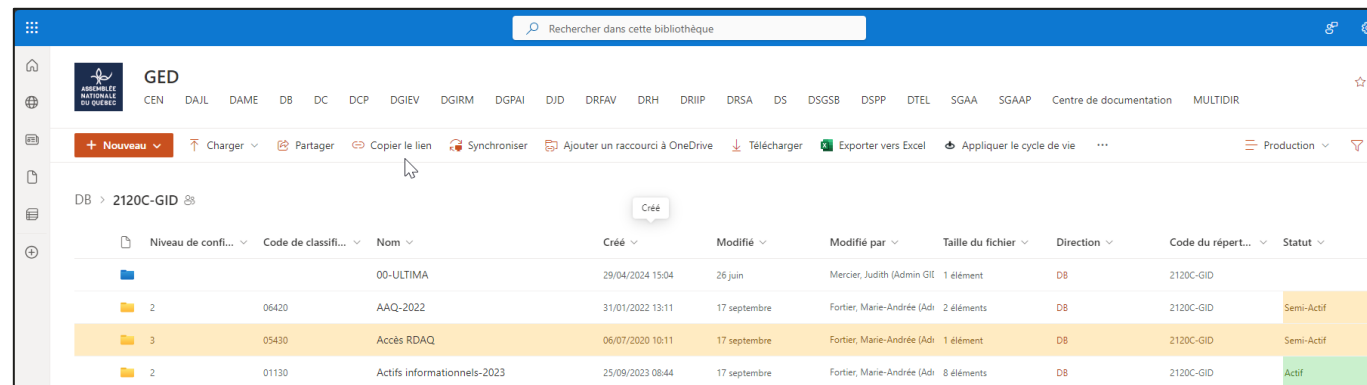 Rechercher dans cette bibliothèque
ASSEMBLÉE
NATIONALE
DU QUÉBEC
GED
CEN DAJL DAME DB DC DCP DGIEV DGIRM DGPAI DJD DRFAV DRH DRIIP DRSA DS DSGSB DSPP DTEL SGAA SGAAP Centre de documentation MULTIDIR
+ Nouveau Charger Partager Copier le lien Synchroniser Ajouter un raccourci à OneDrive Télécharger Exporter vers Excel Appliquer le cycle de vie ... Production
DB > 2120C-GID
Créé
Niveau de confi... Code de classifi... Nom Créé Modifié Modifié par Taille du fichier Direction Code du répert... Statut
00-ULTIMA 29/04/2024 15:04 26 juin Mercier, Judith (Admin GID 1 élément DB 2120C-GID
2 06420 AAQ-2022 31/01/2022 13:11 17 septembre Fortier, Marie-Andrée (Adr 2 éléments DB 2120C-GID Semi-Actif
3 05430 Accès RDAQ 06/07/2020 10:11 17 septembre Fortier, Marie-Andrée (Adr 1 élément DB 2120C-GID Semi-Actif
2 01130 Actifs informationnels-2023 25/09/2023 08:44 17 septembre Fortier, Marie-Andrée (Adr 8 éléments DB 2120C-GID Actif